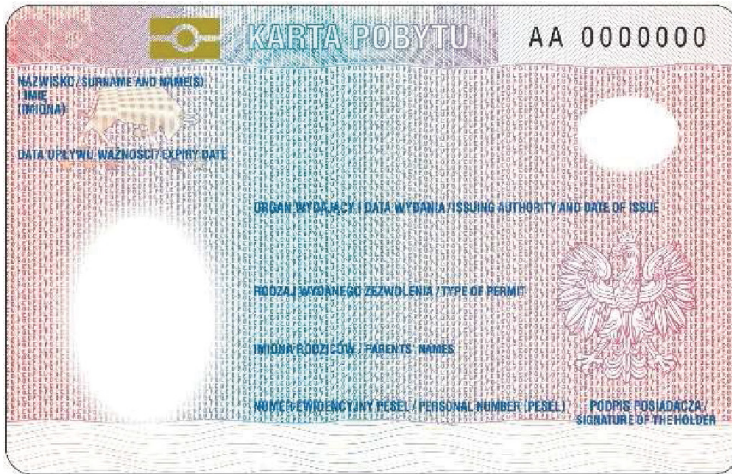 KARTA POBYTU
AA 0000000
NAZWISKO / SURNAME AND NAME(S)
I IMIĘ
(IMIONA)
DATA UPŁYWU WAŻNOŚCI / EXPIRY DATE
ORGAN WYDAJĄCY I DATA WYDANIA / ISSUING AUTHORITY AND DATE OF ISSUE
RODZAJ WYDANEGO ZEZWOLENIA / TYPE OF PERMIT
IMIONA RODZICÓW / PARENTS' NAMES
NUMER EWIDENCYJNY PESEL / PERSONAL NUMBER (PESEL)
PODPIS POSIADACZA/
SIGNATURE OF THE HOLDER